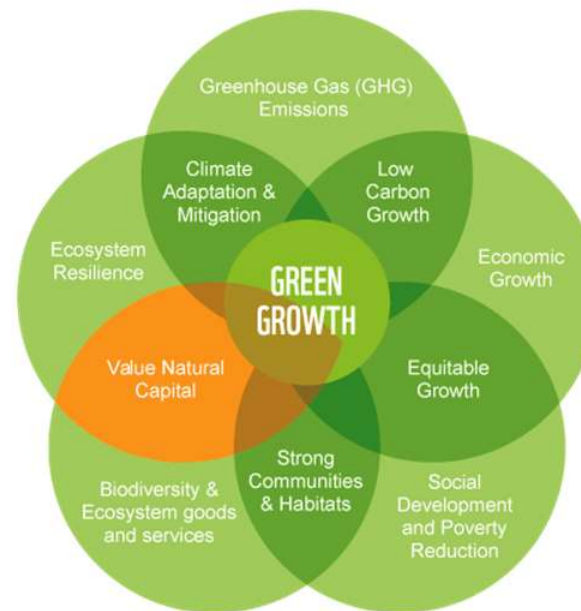 Greenhouse Gas (GHG)
Emissions
Climate
Adaptation &
Mitigation
Low
Carbon
Growth
Ecosystem
Resilience
GREEN
GROWTH
Economic
Growth
Value Natural
Capital
Equitable
Growth
Strong
Communities
& Habitats
Biodiversity &
Ecosystem goods
and services
Social
Development
and Poverty
Reduction